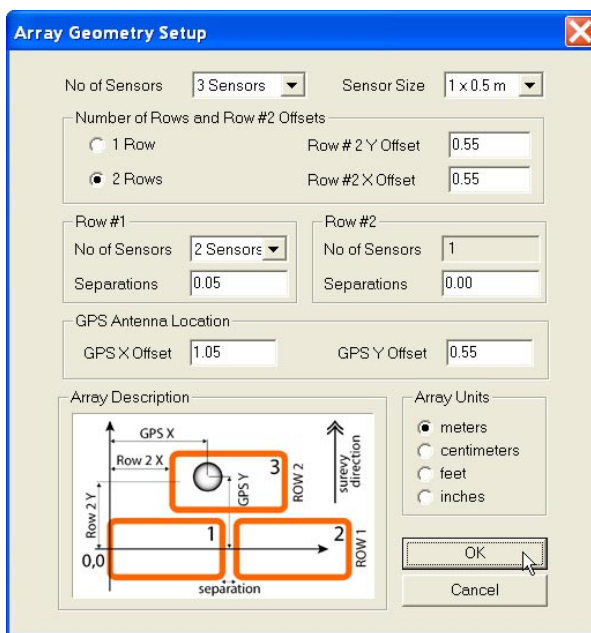 Array Geometry Setup
No of Sensors 3 Sensors Sensor Size 1 x 0.5 m
Number of Rows and Row #2 Offsets
1 Row Row # 2 Y Offset 0.55
2 Rows Row #2 X Offset 0.55
Row #1
No of Sensors 2 Sensors
Separations 0.05
Row #2
No of Sensors 1
Separations 0.00
GPS Antenna Location
GPS X Offset 1.05 GPS Y Offset 0.55
Array Description
GPS X
Row 2 X
Row 2 Y
GPS Y
3
ROW 2
surevy
direction
1
2
ROW 1
0,0
separation
Array Units
meters
centimeters
feet
inches
OK
Cancel